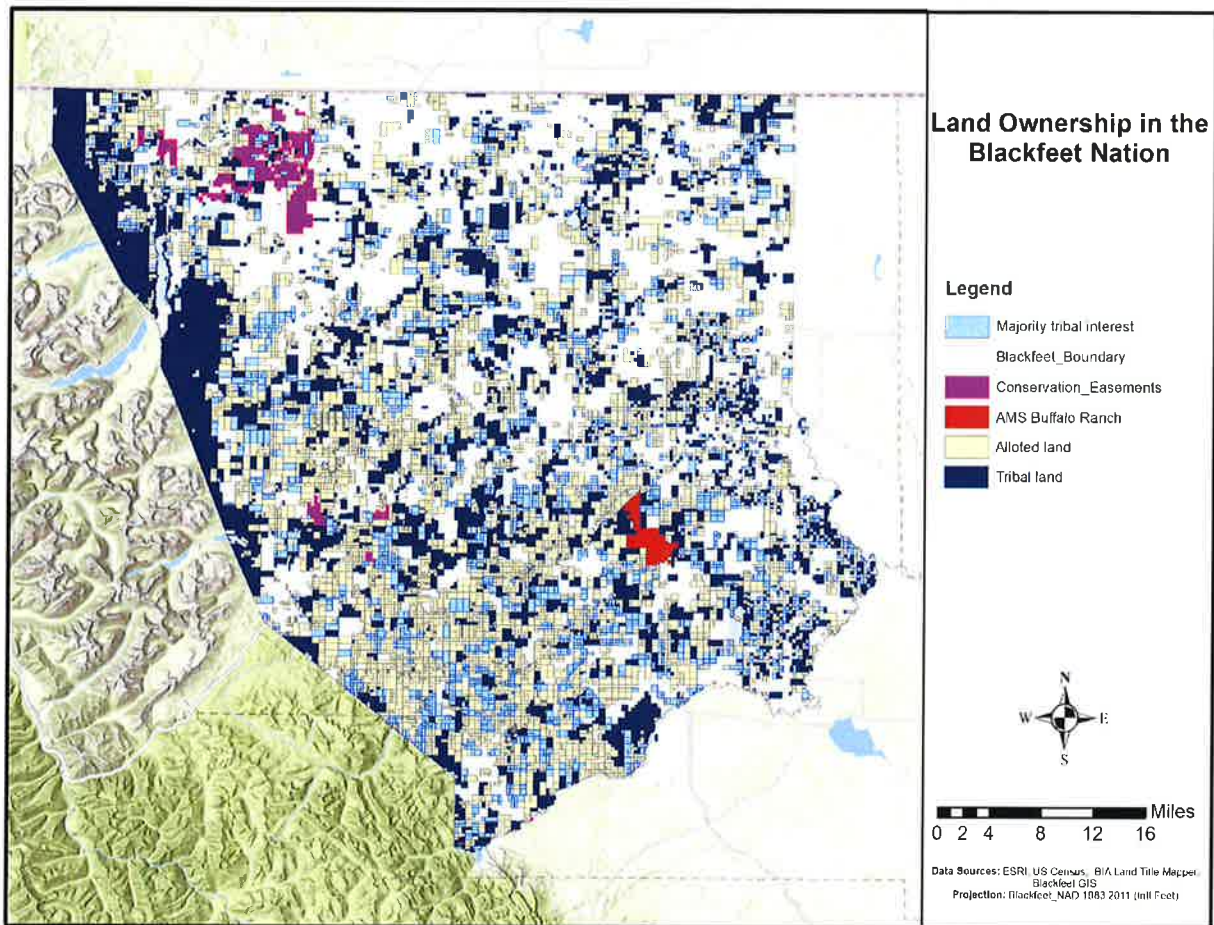 Land Ownership in the
Blackfeet Nation
Legend
Majority tribal interest
Blackfeet_Boundary
Conservation_Easements
AMS Buffalo Ranch
Alloted land
Tribal land
N
W E
S
Miles
0 2 4 8 12 16
Data Sources: ESRI, US Census, BIA Land Title Mapper,
Blackfeet GIS
Projection: Blackfeet_NAD 1983 2011 (Intl Feet)